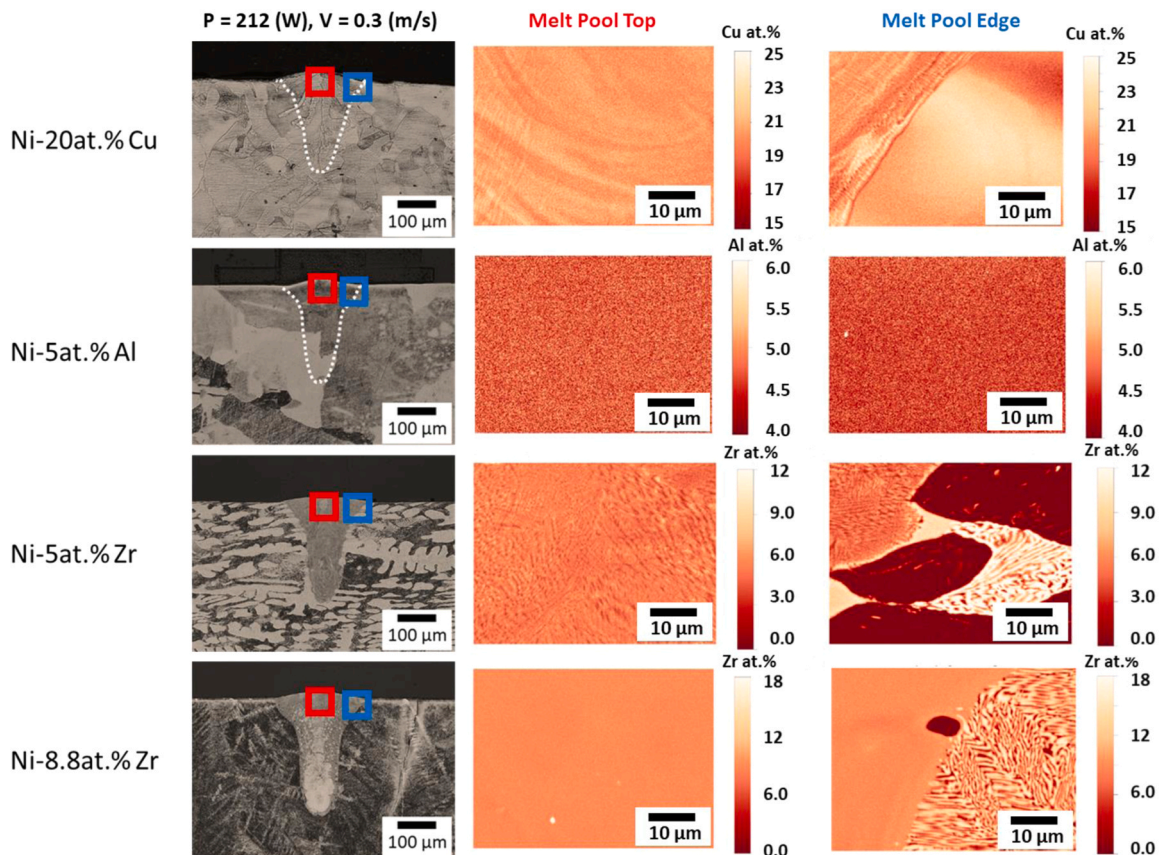 P = 212 (W), V = 0.3 (m/s)
Melt Pool Top
Melt Pool Edge
Ni-20at.% Cu
100 μm
10 μm
Cu at.%
25
23
21
19
17
15
10 μm
Cu at.%
25
23
21
19
17
15
Ni-5at.% Al
100 μm
10 μm
Al at.%
6.0
5.5
5.0
4.5
4.0
10 μm
Al at.%
6.0
5.5
5.0
4.5
4.0
Ni-5at.% Zr
100 μm
10 μm
Zr at.%
12
9.0
6.0
3.0
0.0
10 μm
Zr at.%
12
9.0
6.0
3.0
0.0
Ni-8.8at.% Zr
100 μm
10 μm
Zr at.%
18
12
6.0
0.0
10 μm
Zr at.%
18
12
6.0
0.0